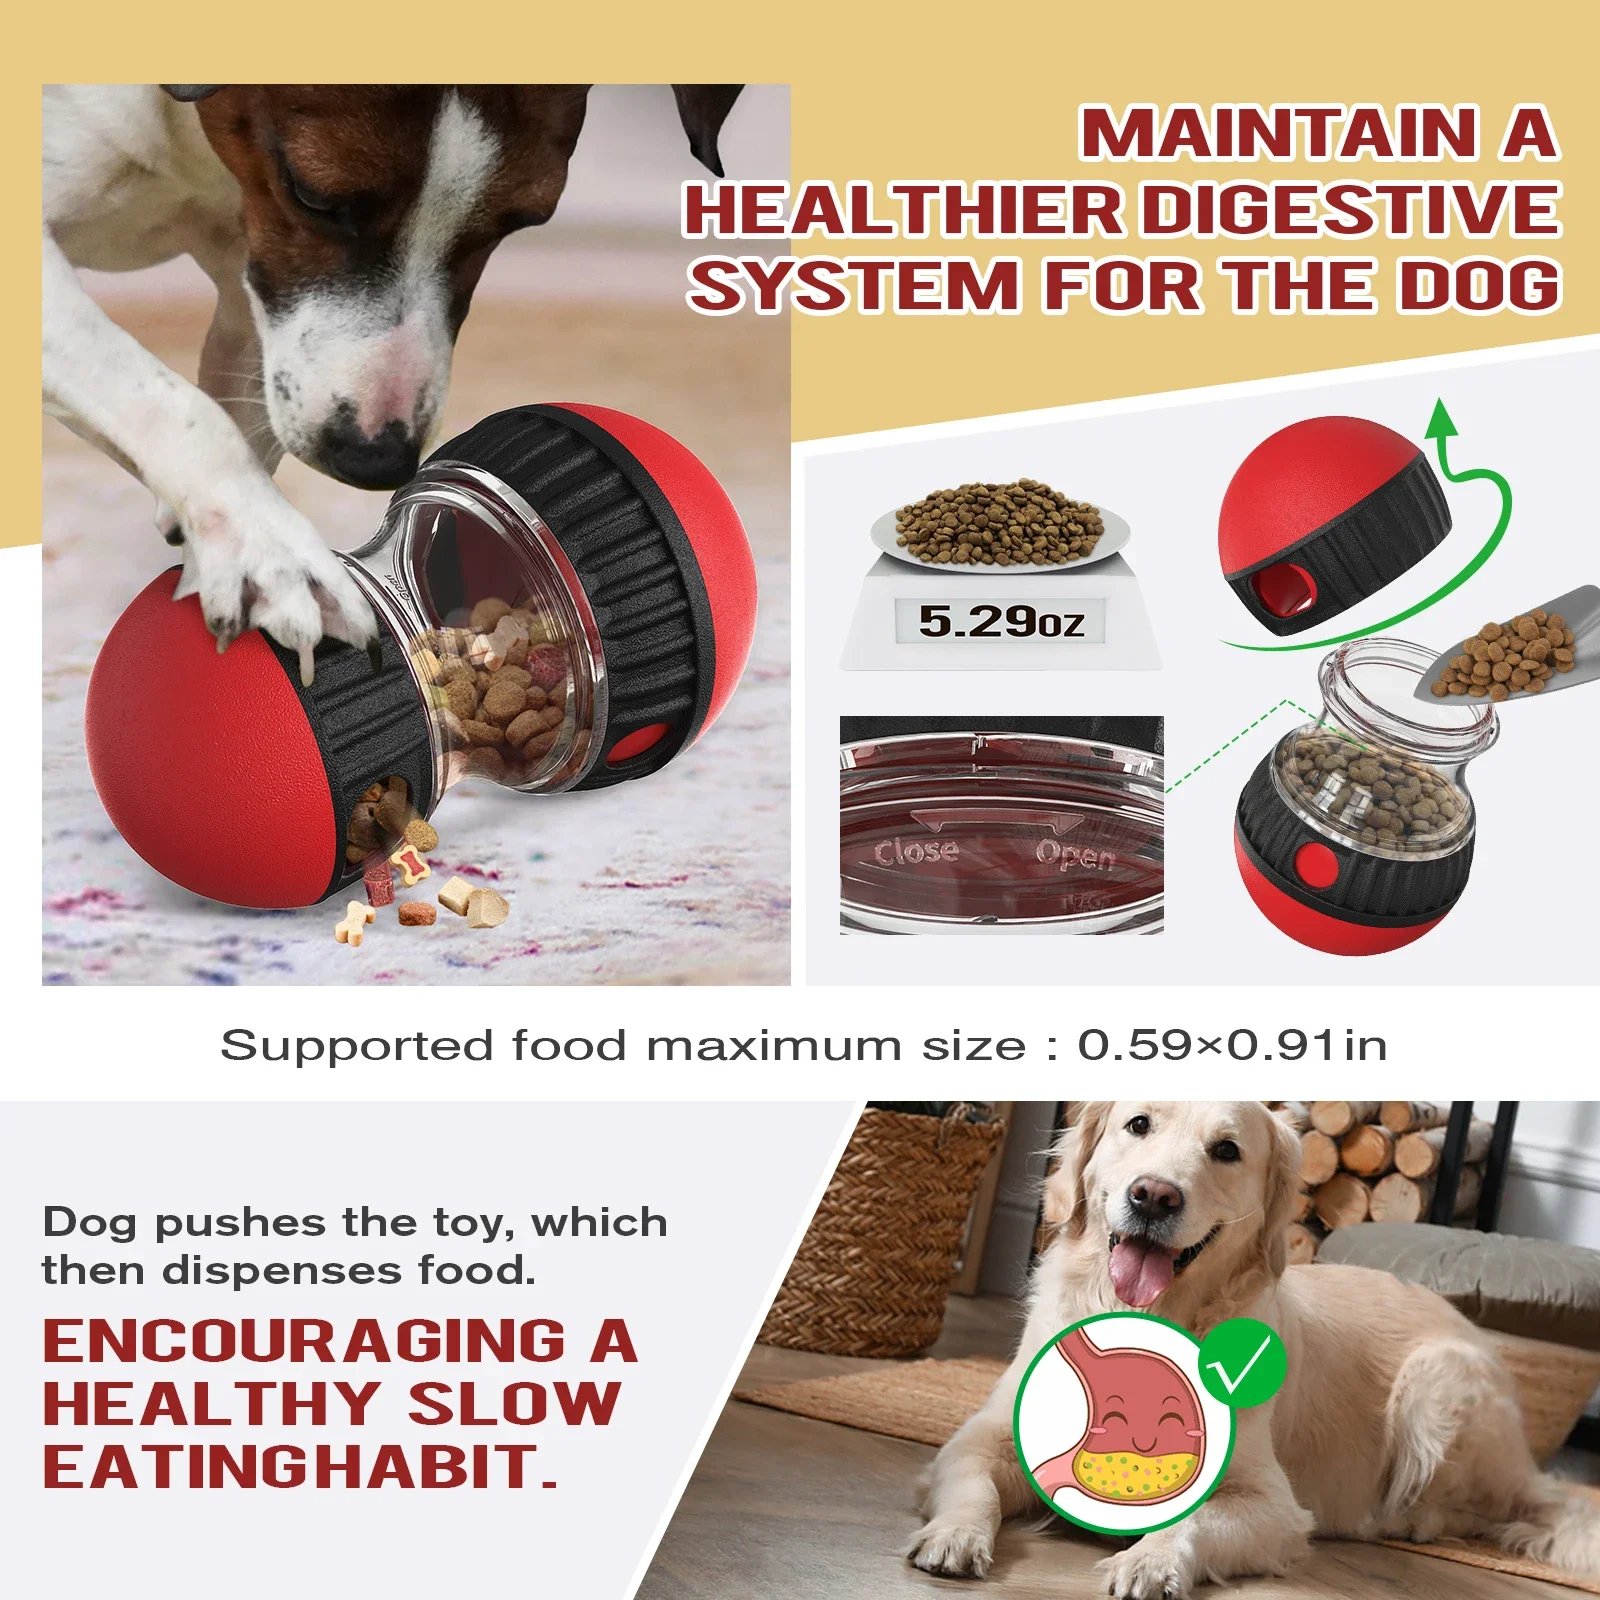 MAINTAIN A
HEALTHIER DIGESTIVE
SYSTEM FOR THE DOG
5.29oz
Close Open
Supported food maximum size : 0.59×0.91in
Dog pushes the toy, which
then dispenses food.
ENCOURAGING A
HEALTHY SLOW
EATINGHABIT.